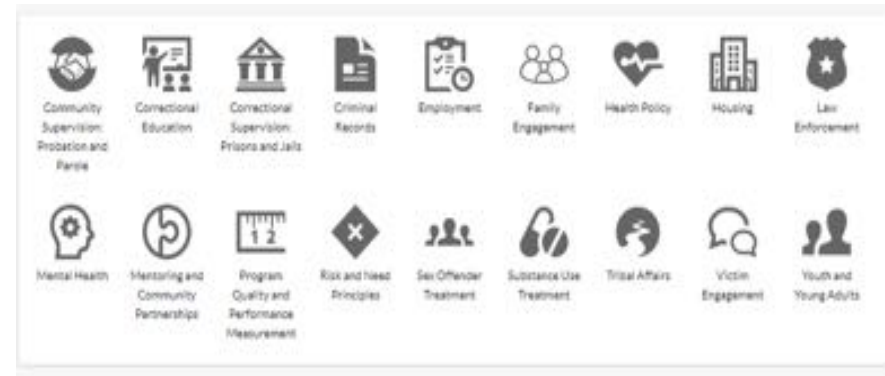 Community
Supervision:
Probation and
Parole
Correctional
Education
Correctional
Supervision:
Prisons and Jails
Criminal
Records
Employment
Family
Engagement
Health Policy
Housing
Law
Enforcement
1 2
Mental Health
Mentoring and
Community
Partnerships
Program
Quality and
Performance
Measurement
Risk and Need
Principles
Sex Offender
Treatment
Substance Use
Treatment
Tribal Affairs
Victim
Engagement
Youth and
Young Adults